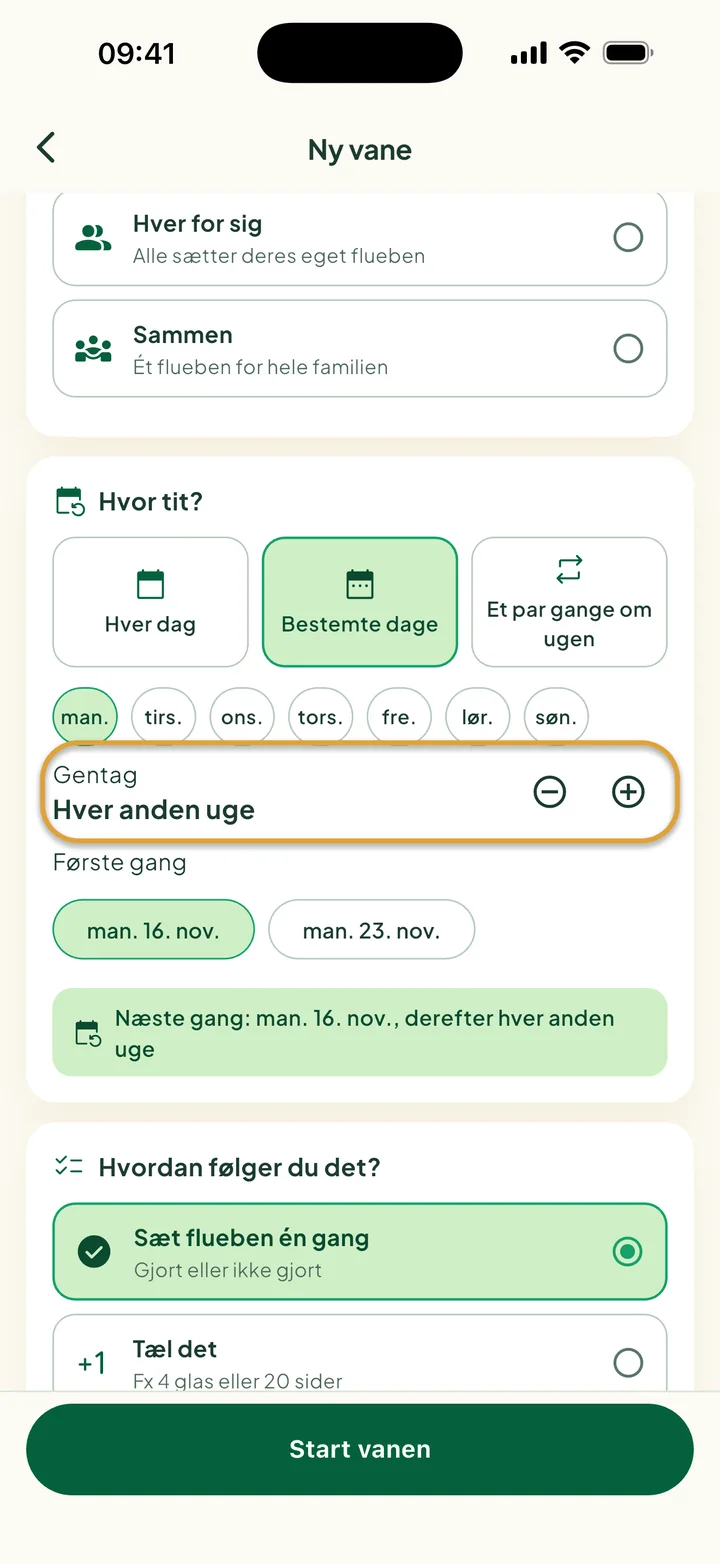 09:41
Ny vane
Hver for sig
Alle sætter deres eget flueben
Sammen
Ét flueben for hele familien
Hvor tit?
Hver dag
Bestemte dage
Et par gange om
ugen
man.
tirs.
ons.
tors.
fre.
lør.
søn.
Gentag
Hver anden uge
Første gang
man. 16. nov.
man. 23. nov.
Næste gang: man. 16. nov., derefter hver anden
uge
Hvordan følger du det?
Sæt flueben én gang
Gjort eller ikke gjort
+1
Tæl det
Fx 4 glas eller 20 sider
Start vanen